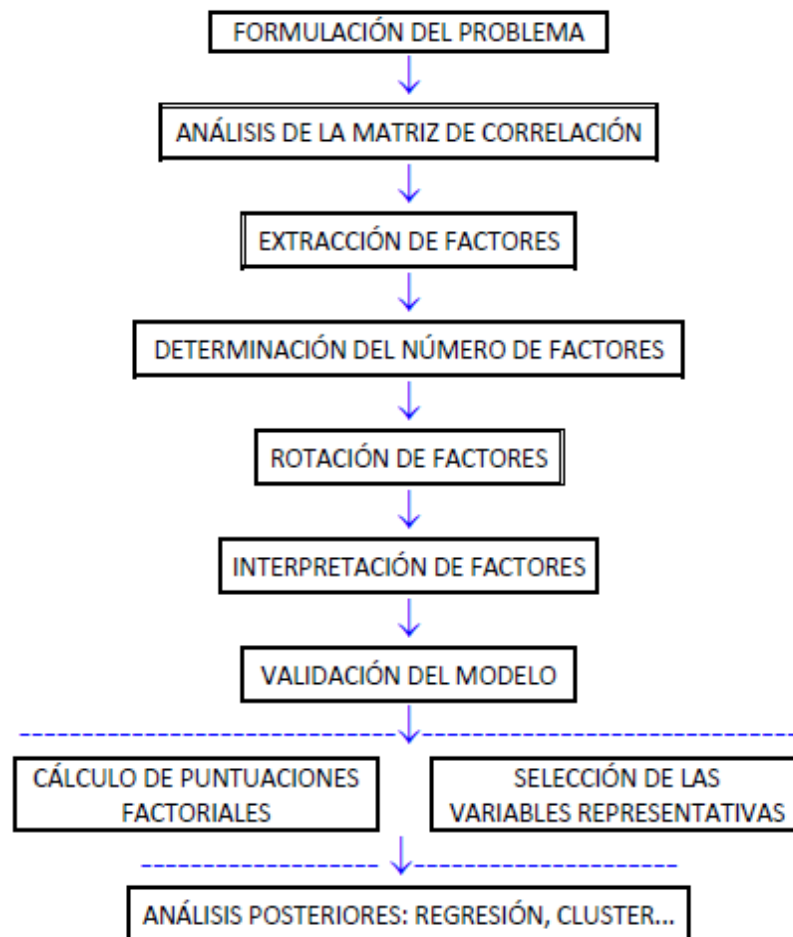 FORMULACIÓN DEL PROBLEMA
ANÁLISIS DE LA MATRIZ DE CORRELACIÓN
EXTRACCIÓN DE FACTORES
DETERMINACIÓN DEL NÚMERO DE FACTORES
ROTACIÓN DE FACTORES
INTERPRETACIÓN DE FACTORES
VALIDACIÓN DEL MODELO
CÁLCULO DE PUNTUACIONES
FACTORIALES
SELECCIÓN DE LAS
VARIABLES REPRESENTATIVAS
ANÁLISIS POSTERIORES: REGRESIÓN, CLUSTER...